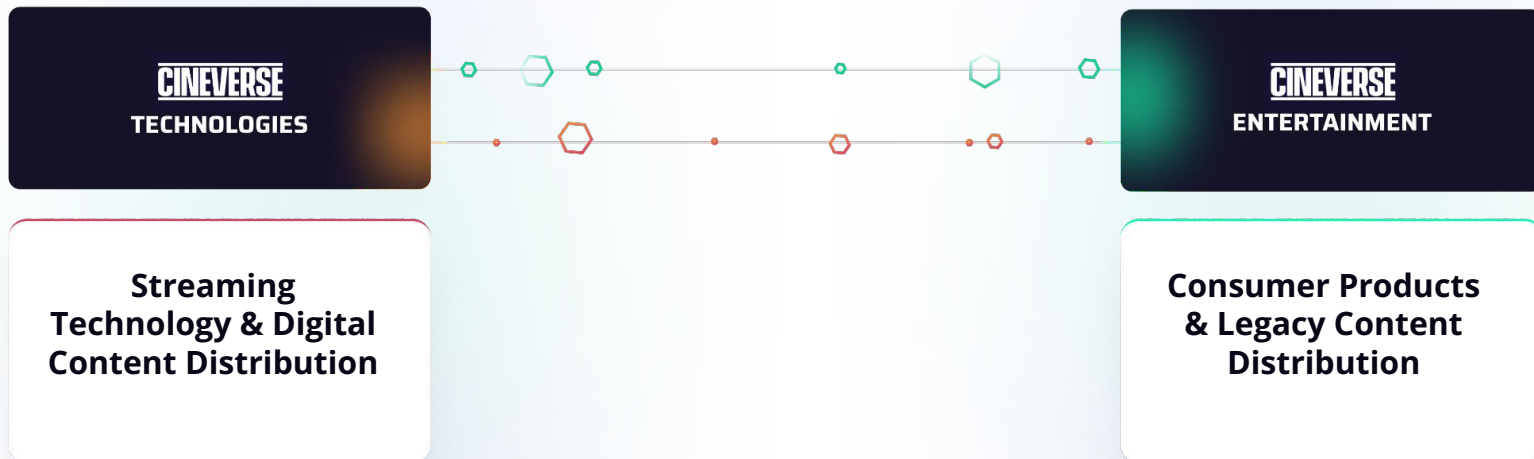 CINEVERSE
TECHNOLOGIES
CINEVERSE
ENTERTAINMENT
Streaming
Technology & Digital
Content Distribution
Consumer Products
& Legacy Content
Distribution